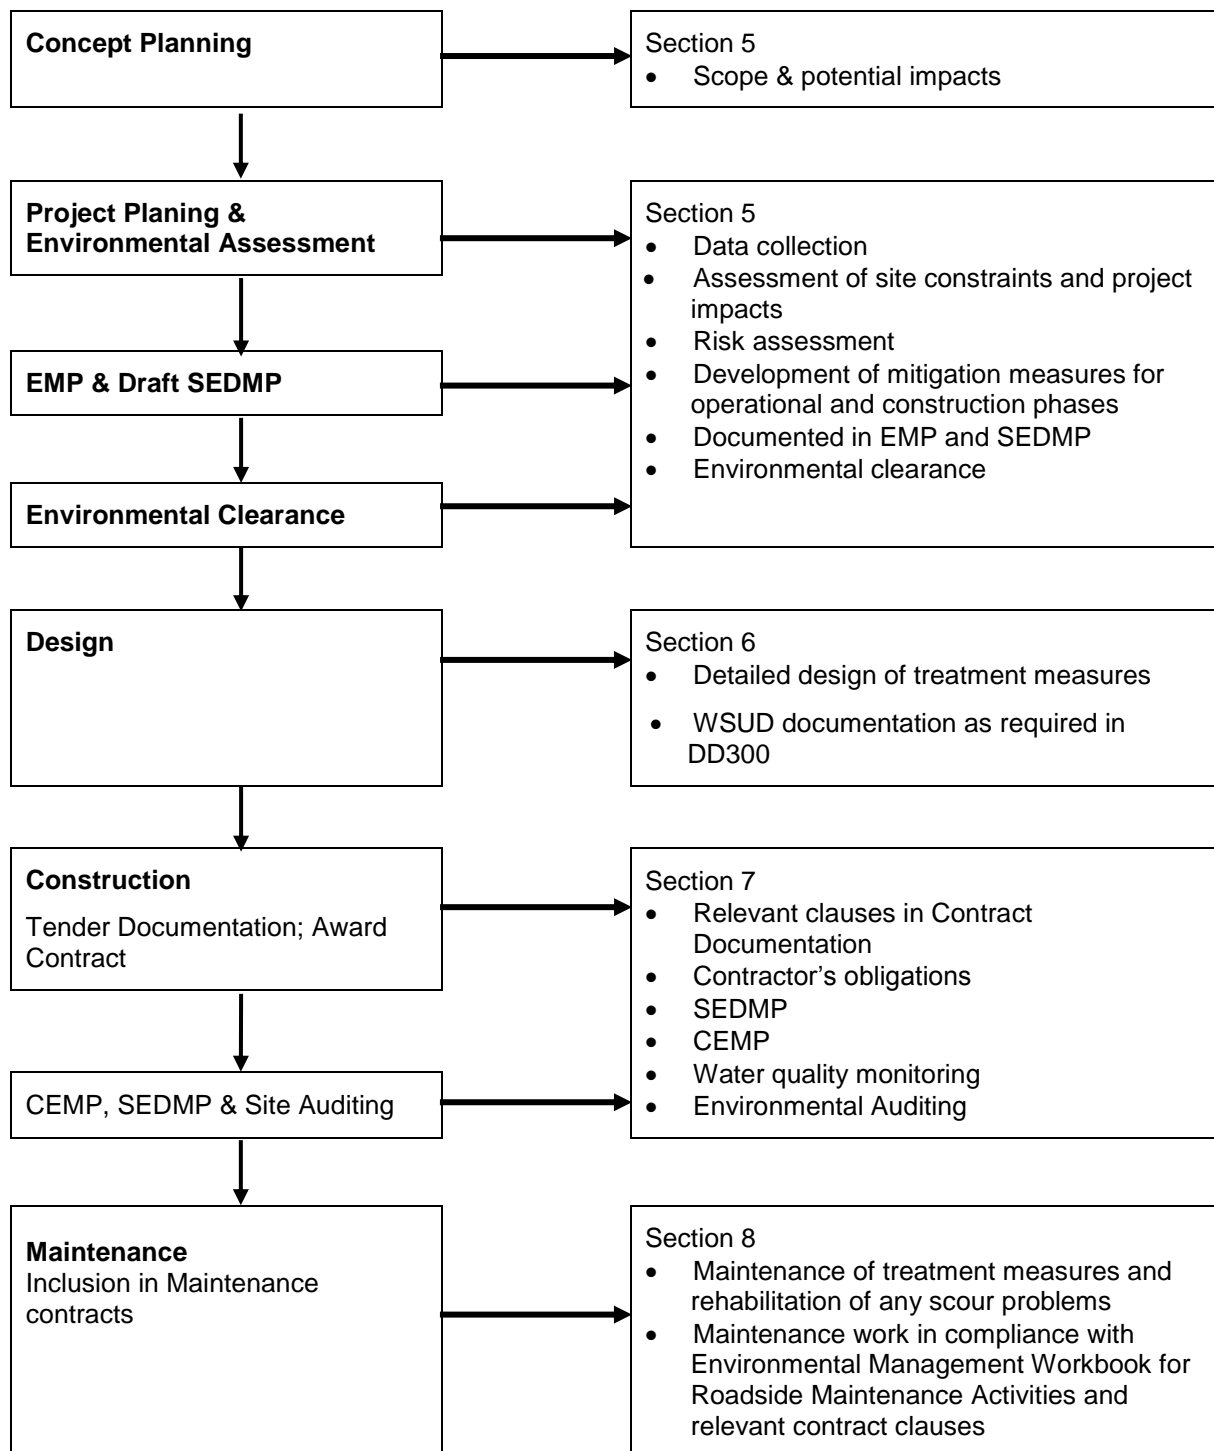 Concept Planning
Section 5
• Scope & potential impacts
Project Planing &
Environmental Assessment
Section 5
• Data collection
• Assessment of site constraints and project
impacts
• Risk assessment
• Development of mitigation measures for
operational and construction phases
• Documented in EMP and SEDMP
• Environmental clearance
EMP & Draft SEDMP
Environmental Clearance
Design
Section 6
• Detailed design of treatment measures
• WSUD documentation as required in
DD300
Construction
Tender Documentation; Award
Contract
Section 7
• Relevant clauses in Contract
Documentation
• Contractor’s obligations
• SEDMP
• CEMP
• Water quality monitoring
• Environmental Auditing
CEMP, SEDMP & Site Auditing
Maintenance
Inclusion in Maintenance
contracts
Section 8
• Maintenance of treatment measures and
rehabilitation of any scour problems
• Maintenance work in compliance with
Environmental Management Workbook for
Roadside Maintenance Activities and
relevant contract clauses